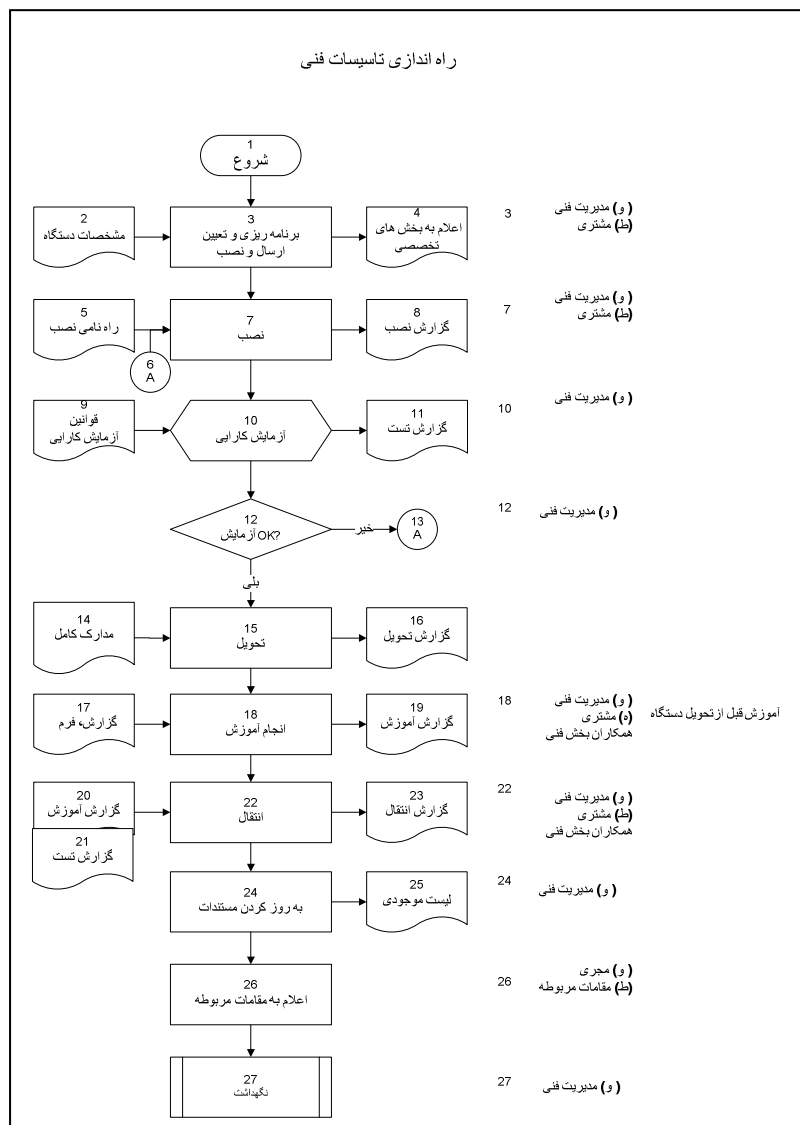 راه اندازی تاسیسات فنی
1
شروع
2
مشخصات دستگاه
3
برنامه ریزی و تعیین
ارسال و نصب
4
اعلام به بخش های
تخصصی
3
( و) مدیریت فنی
(ط) مشتری
5
راه نامی نصب
6
A
7
نصب
8
گزارش نصب
7
( و) مدیریت فنی
(ط) مشتری
9
قوانین
آزمایش کارایی
10
آزمایش کارایی
11
گزارش تست
10
( و) مدیریت فنی
12
آزمایش OK?
خیر
13
A
12
( و) مدیریت فنی
بلی
14
مدارک کامل
15
تحویل
16
گزارش تحویل
17
گزارش، فرم
18
انجام آموزش
19
گزارش آموزش
18
( و) مدیریت فنی
(ه) مشتری
همکاران بخش فنی
آموزش قبل از تحویل دستگاه
20
گزارش آموزش
21
گزارش تست
22
انتقال
23
گزارش انتقال
22
( و) مدیریت فنی
(ط) مشتری
همکاران بخش فنی
24
به روز کردن مستندات
25
لیست موجودی
24
( و) مدیریت فنی
26
اعلام به مقامات مربوطه
26
( و) مجری
(ط) مقامات مربوطه
27
نگهداشت
27
( و) مدیریت فنی